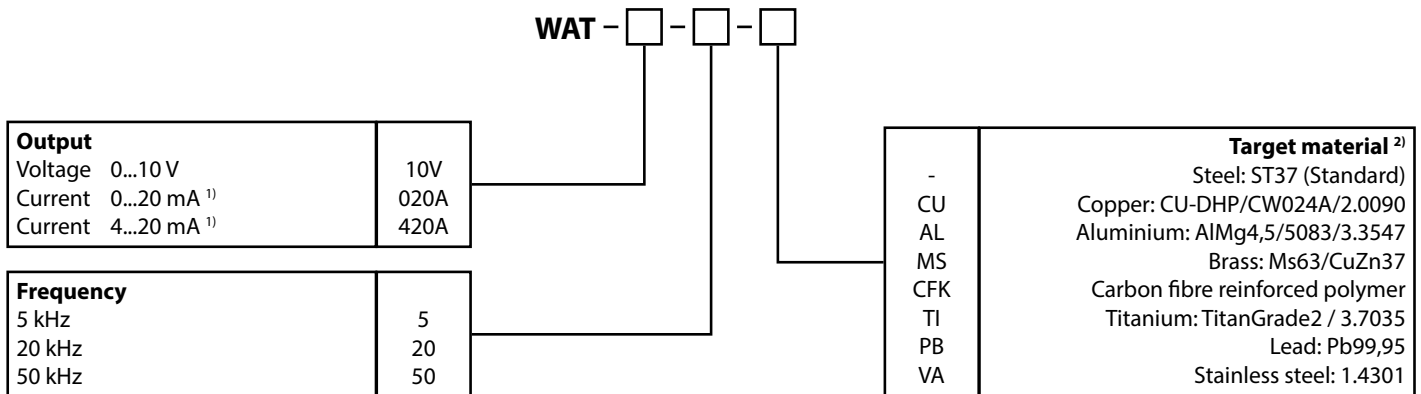 WAT – □ – □ – □
Output
Voltage 0...10 V 10V
Current 0...20 mA 1) 020A
Current 4...20 mA 1) 420A
Frequency
5 kHz 5
20 kHz 20
50 kHz 50
Target material 2)
- Steel: ST37 (Standard)
CU Copper: CU-DHP/CW024A/2.0090
AL Aluminium: AlMg4,5/5083/3.3547
MS Brass: Ms63/CuZn37
CFK Carbon fibre reinforced polymer
TI Titanium: TitanGrade2 / 3.7035
PB Lead: Pb99,95
VA Stainless steel: 1.4301